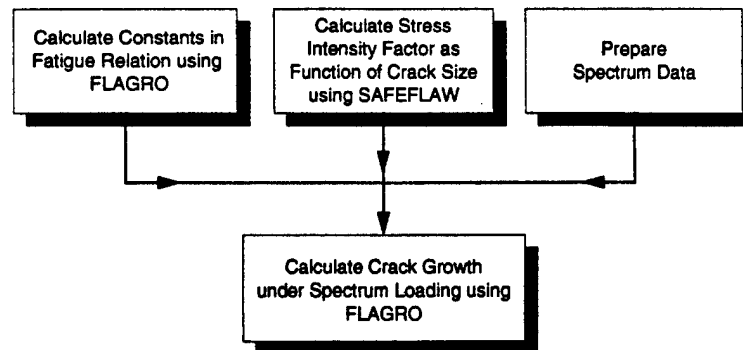 Calculate Constants in
Fatigue Relation using
FLAGRO
Calculate Stress
Intensity Factor as
Function of Crack Size
using SAFEFLAW
Prepare
Spectrum Data
Calculate Crack Growth
under Spectrum Loading using
FLAGRO